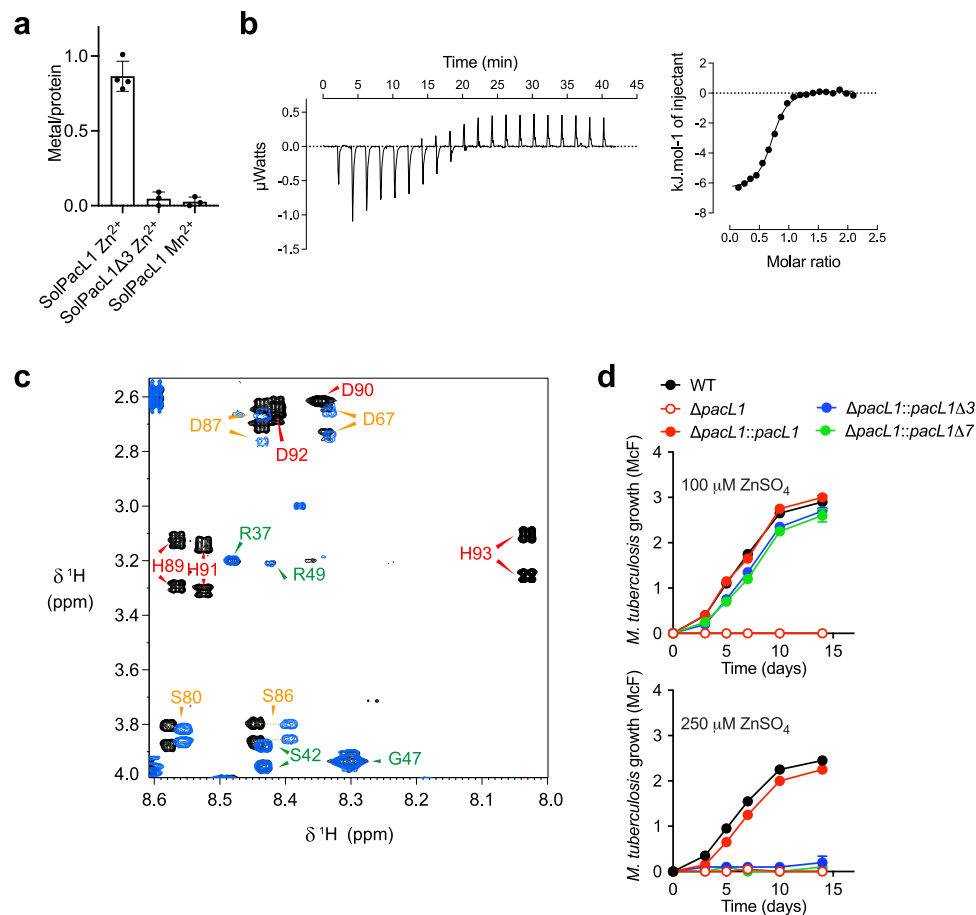 a
Metal/protein
1.0
0.5
0.0
SolPacL1 Zn²⁺
SolPacL1Δ3 Zn²⁺
SolPacL1 Mn²⁺
b
Time (min)
0 5 10 15 20 25 30 35 40 45
µWatts
0.5
0.0
-0.5
-1.0
-1.5
kJ.mol-1 of injectant
2
0
-2
-4
-6
-8
0.0 0.5 1.0 1.5 2.0 2.5
Molar ratio
c
δ ¹H
(ppm)
2.6
3.0
3.2
3.4
3.6
3.8
4.0
D90
D87
D67
D92
R37
R49
H89
H91
H93
S80
S86
S42
G47
8.6 8.5 8.4 8.3 8.2 8.1 8.0
δ ¹H (ppm)
d
WT
ΔpacL1
ΔpacL1::pacL1Δ3
ΔpacL1::pacL1
ΔpacL1::pacL1Δ7
M. tuberculosis growth (McF)
4
3
2
1
0
100 µM ZnSO₄
0 5 10 15
Time (days)
M. tuberculosis growth (McF)
4
2
0
250 µM ZnSO₄
0 5 10 15
Time (days)